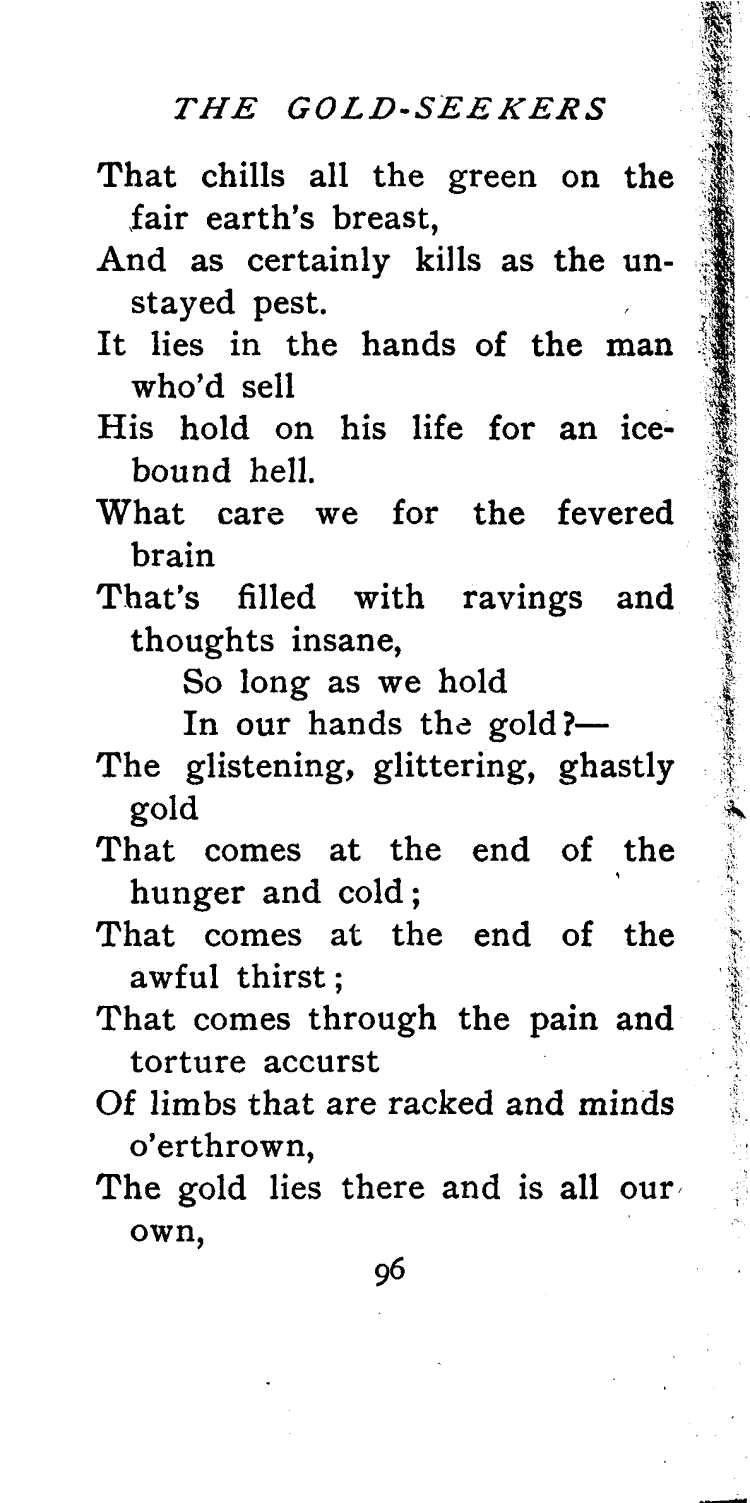 THE GOLD-SEEKERS
That chills all the green on the
fair earth's breast,
And as certainly kills as the un-
stayed pest.
It lies in the hands of the man
who'd sell
His hold on his life for an ice-
bound hell.
What care we for the fevered
brain
That's filled with ravings and
thoughts insane,
So long as we hold
In our hands the gold?—
The glistening, glittering, ghastly
gold
That comes at the end of the
hunger and cold;
That comes at the end of the
awful thirst;
That comes through the pain and
torture accurst
Of limbs that are racked and minds
o'erthrown,
The gold lies there and is all our
own,
96